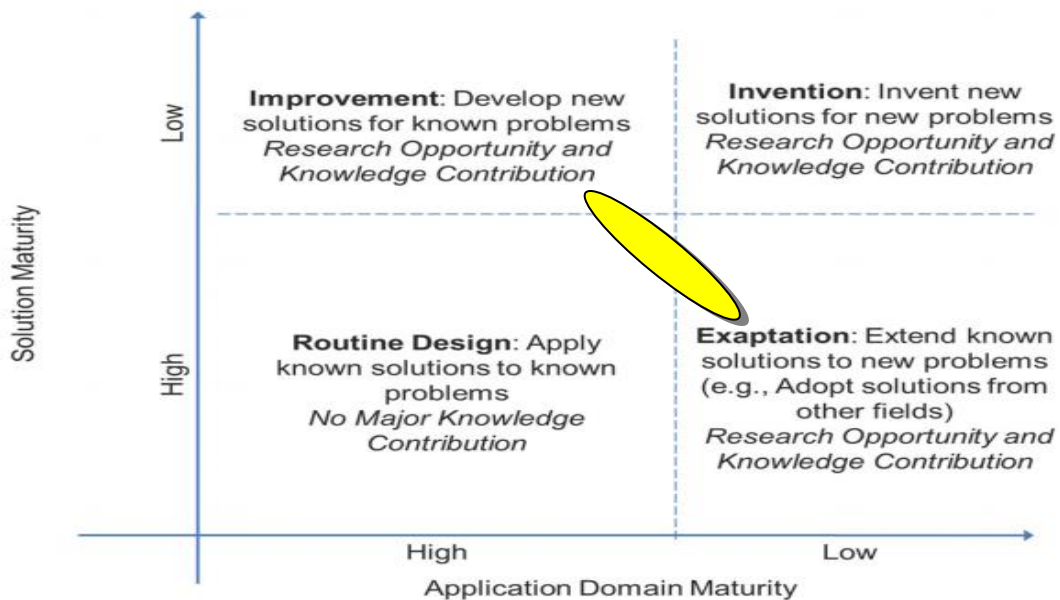 Solution Maturity
Low
High
Improvement: Develop new
solutions for known problems
Research Opportunity and
Knowledge Contribution
Invention: Invent new
solutions for new problems
Research Opportunity and
Knowledge Contribution
Routine Design: Apply
known solutions to known
problems
No Major Knowledge
Contribution
Exaptation: Extend known
solutions to new problems
(e.g., Adopt solutions from
other fields)
Research Opportunity and
Knowledge Contribution
High
Low
Application Domain Maturity